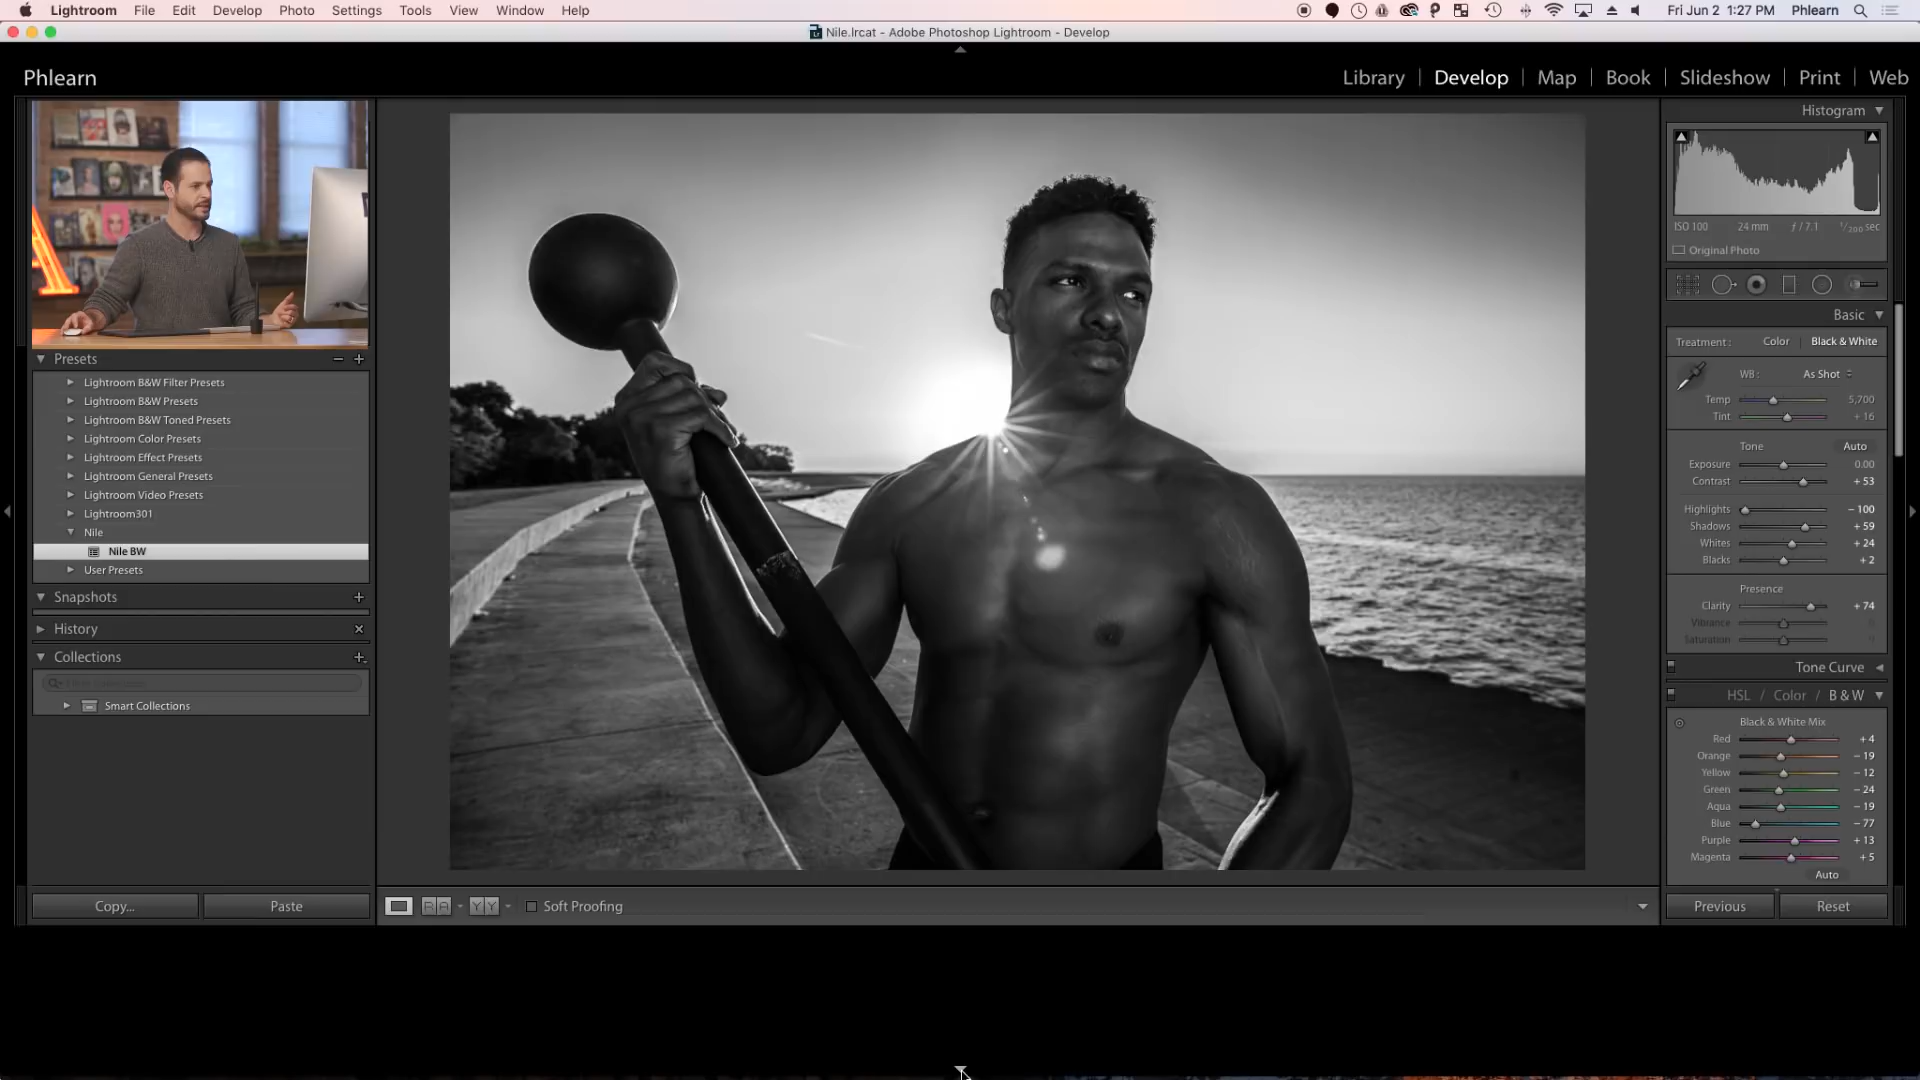 Lightroom File Edit Develop Photo Settings Tools View Window Help Fri Jun 2 1:27 PM Phlearn
Nile.lrcat - Adobe Photoshop Lightroom - Develop
Phlearn
Library | Develop | Map | Book | Slideshow | Print | Web
Presets
Lightroom B&W Filter Presets
Lightroom B&W Presets
Lightroom B&W Toned Presets
Lightroom Color Presets
Lightroom Effect Presets
Lightroom General Presets
Lightroom Video Presets
Lightroom301
Nile
Nile BW
User Presets
Snapshots
History
Collections
Smart Collections
Copy... Paste
Soft Proofing
Histogram
ISO 100 24 mm ƒ / 7.1 1/200 sec
Original Photo
Basic
Treatment : Color | Black & White
WB : As Shot
Temp 5,700
Tint + 16
Tone Auto
Exposure 0.00
Contrast + 53
Highlights − 100
Shadows + 59
Whites + 24
Blacks + 2
Presence
Clarity + 74
Vibrance
Saturation
Tone Curve
HSL / Color / B & W
Black & White Mix
Red + 4
Orange − 19
Yellow − 12
Green − 24
Aqua − 19
Blue − 77
Purple + 13
Magenta + 5
Auto
Previous Reset